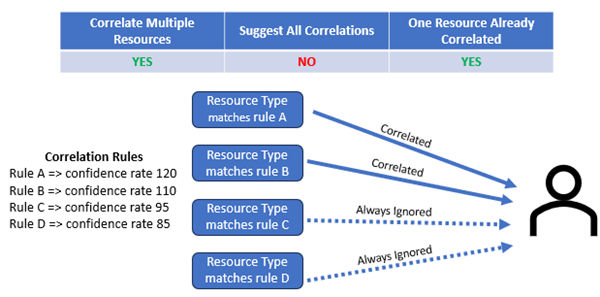 Correlate Multiple Resources
Suggest All Correlations
One Resource Already Correlated
YES
NO
YES
Resource Type
matches rule A
Correlated
Resource Type
matches rule B
Correlated
Correlation Rules
Rule A => confidence rate 120
Rule B => confidence rate 110
Rule C => confidence rate 95
Rule D => confidence rate 85
Resource Type
matches rule C
Always Ignored
Resource Type
matches rule D
Always Ignored